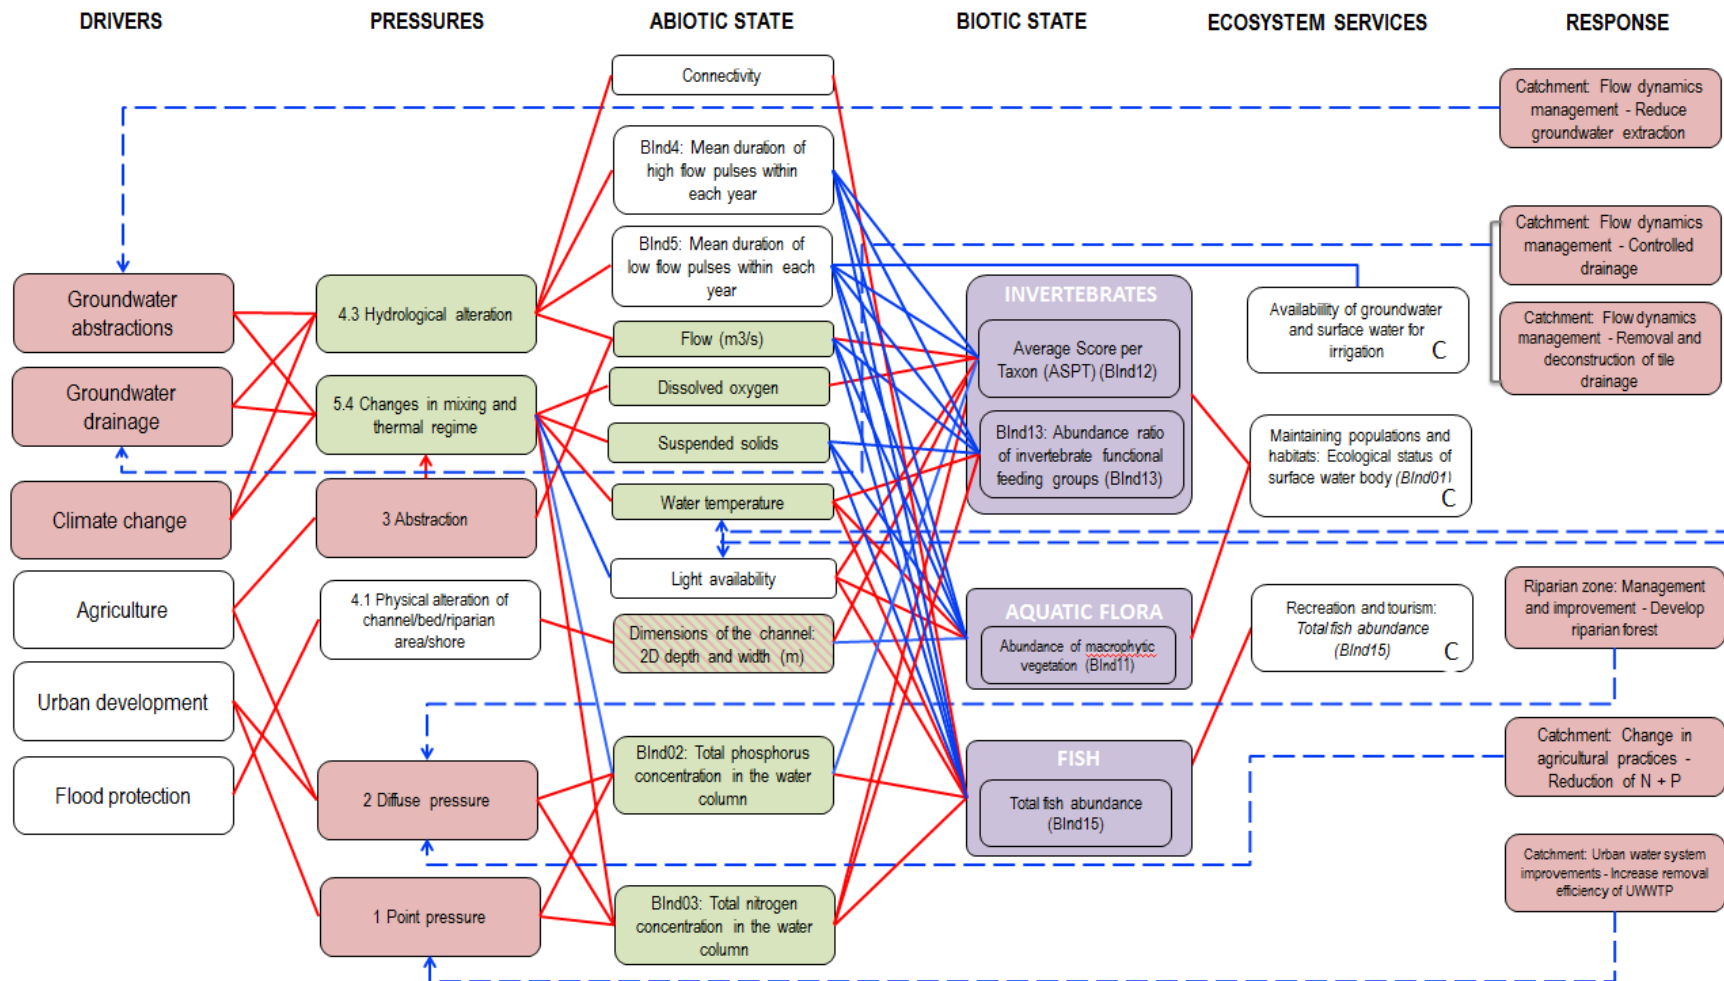 DRIVERS
PRESSURES
ABIOTIC STATE
BIOTIC STATE
ECOSYSTEM SERVICES
RESPONSE
Groundwater
abstractions
Groundwater
drainage
Climate change
Agriculture
Urban development
Flood protection
4.3 Hydrological alteration
5.4 Changes in mixing and
thermal regime
3 Abstraction
4.1 Physical alteration of
channel/bed/riparian
area/shore
2 Diffuse pressure
1 Point pressure
Connectivity
BInd4: Mean duration of
high flow pulses within
each year
BInd5: Mean duration of
low flow pulses within each
year
Flow (m3/s)
Dissolved oxygen
Suspended solids
Water temperature
Light availability
Dimensions of the channel:
2D depth and width (m)
BInd02: Total phosphorus
concentration in the water
column
BInd03: Total nitrogen
concentration in the water
column
INVERTEBRATES
Average Score per
Taxon (ASPT) (BInd12)
BInd13: Abundance ratio
of invertebrate functional
feeding groups (BInd13)
AQUATIC FLORA
Abundance of macrophytic
vegetation (BInd11)
FISH
Total fish abundance
(BInd15)
Availability of groundwater
and surface water for
irrigation
C
Maintaining populations and
habitats: Ecological status of
surface water body (BInd01)
C
Recreation and tourism:
Total fish abundance
(BInd15)
C
Catchment: Flow dynamics
management - Reduce
groundwater extraction
Catchment: Flow dynamics
management - Controlled
drainage
Catchment: Flow dynamics
management - Removal and
deconstruction of tile
drainage
Riparian zone: Management
and improvement - Develop
riparian forest
Catchment: Change in
agricultural practices -
Reduction of N + P
Catchment: Urban water system
improvements - Increase removal
efficiency of UWWTP